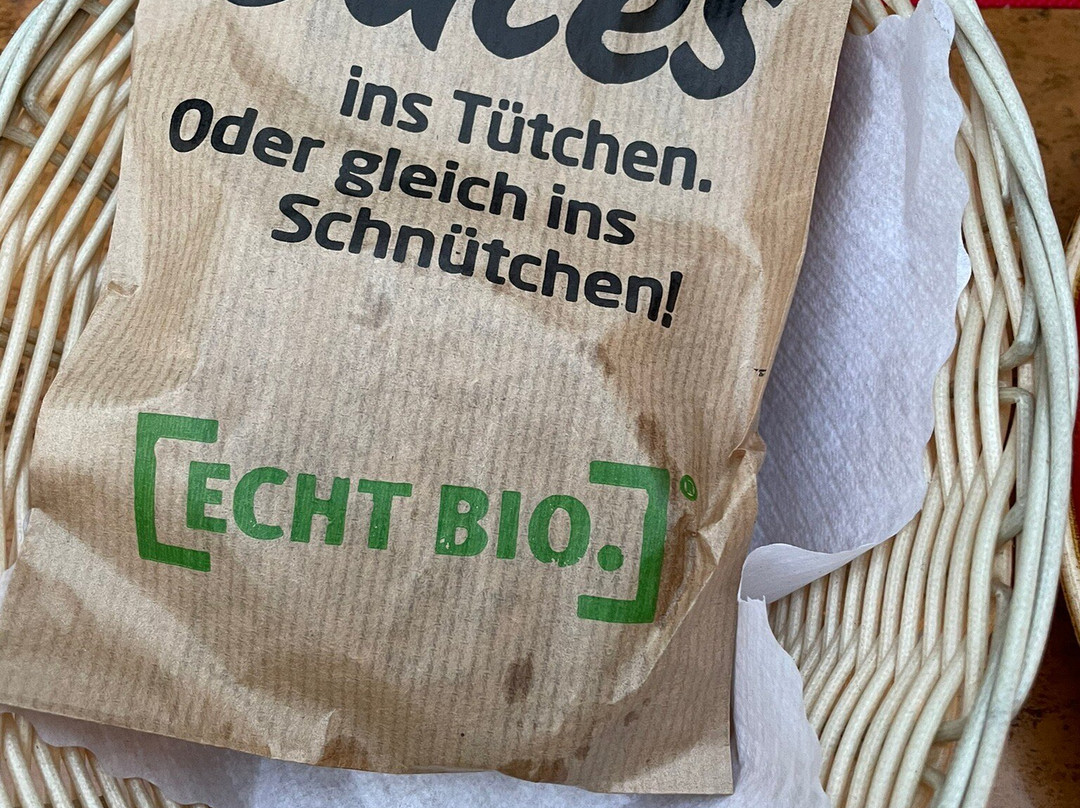 ins Tütchen.
Oder gleich ins
Schnütchen!
[ECHT BIO.]®